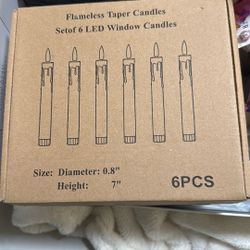 Flameless Taper Candles
Setof 6 LED Window Candles
Size: Diameter: 0.8"
Height: 7"
6PCS